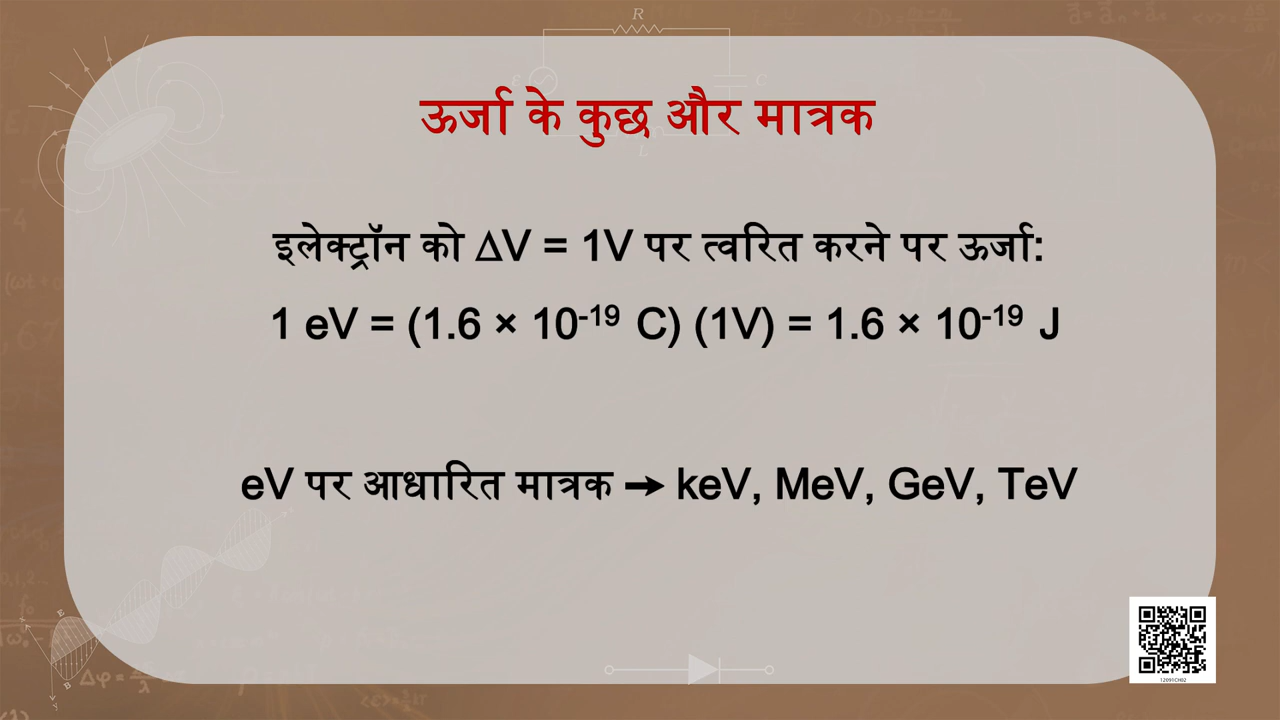 ऊर्जा के कुछ और मात्रक
इलेक्ट्रॉन को ΔV = 1V पर त्वरित करने पर ऊर्जा:
1 eV = (1.6 × 10⁻¹⁹ C) (1V) = 1.6 × 10⁻¹⁹ J
eV पर आधारित मात्रक → keV, MeV, GeV, TeV
12091CH02